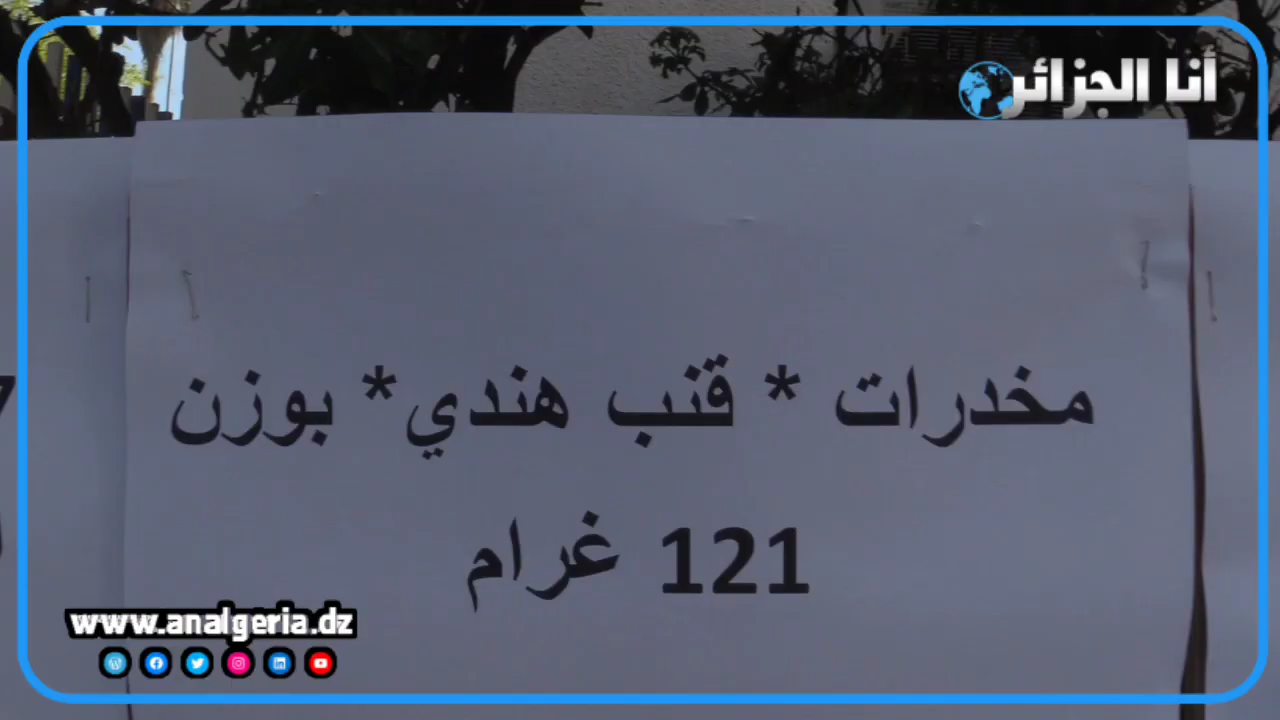 أنا الجزائر
مخدرات * قنب هندي* بوزن
121 غرام
www.analgeria.dz